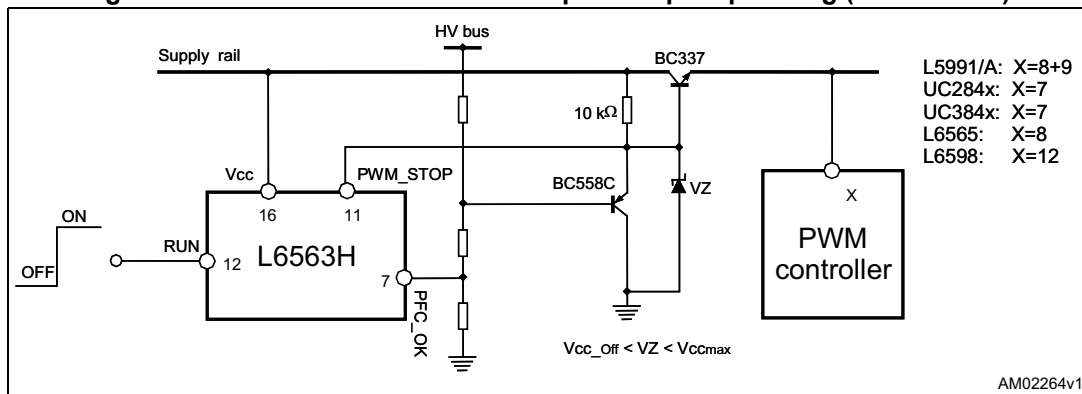 HV bus
Supply rail
BC337
L5991/A: X=8+9
UC284x: X=7
UC384x: X=7
L6565: X=8
L6598: X=12
10 kΩ
Vcc
PWM_STOP
BC558C
VZ
16
11
X
ON
OFF
RUN
12
L6563H
7
PFC_OK
PWM
controller
Vcc_Off < VZ < Vccmax
AM02264v1